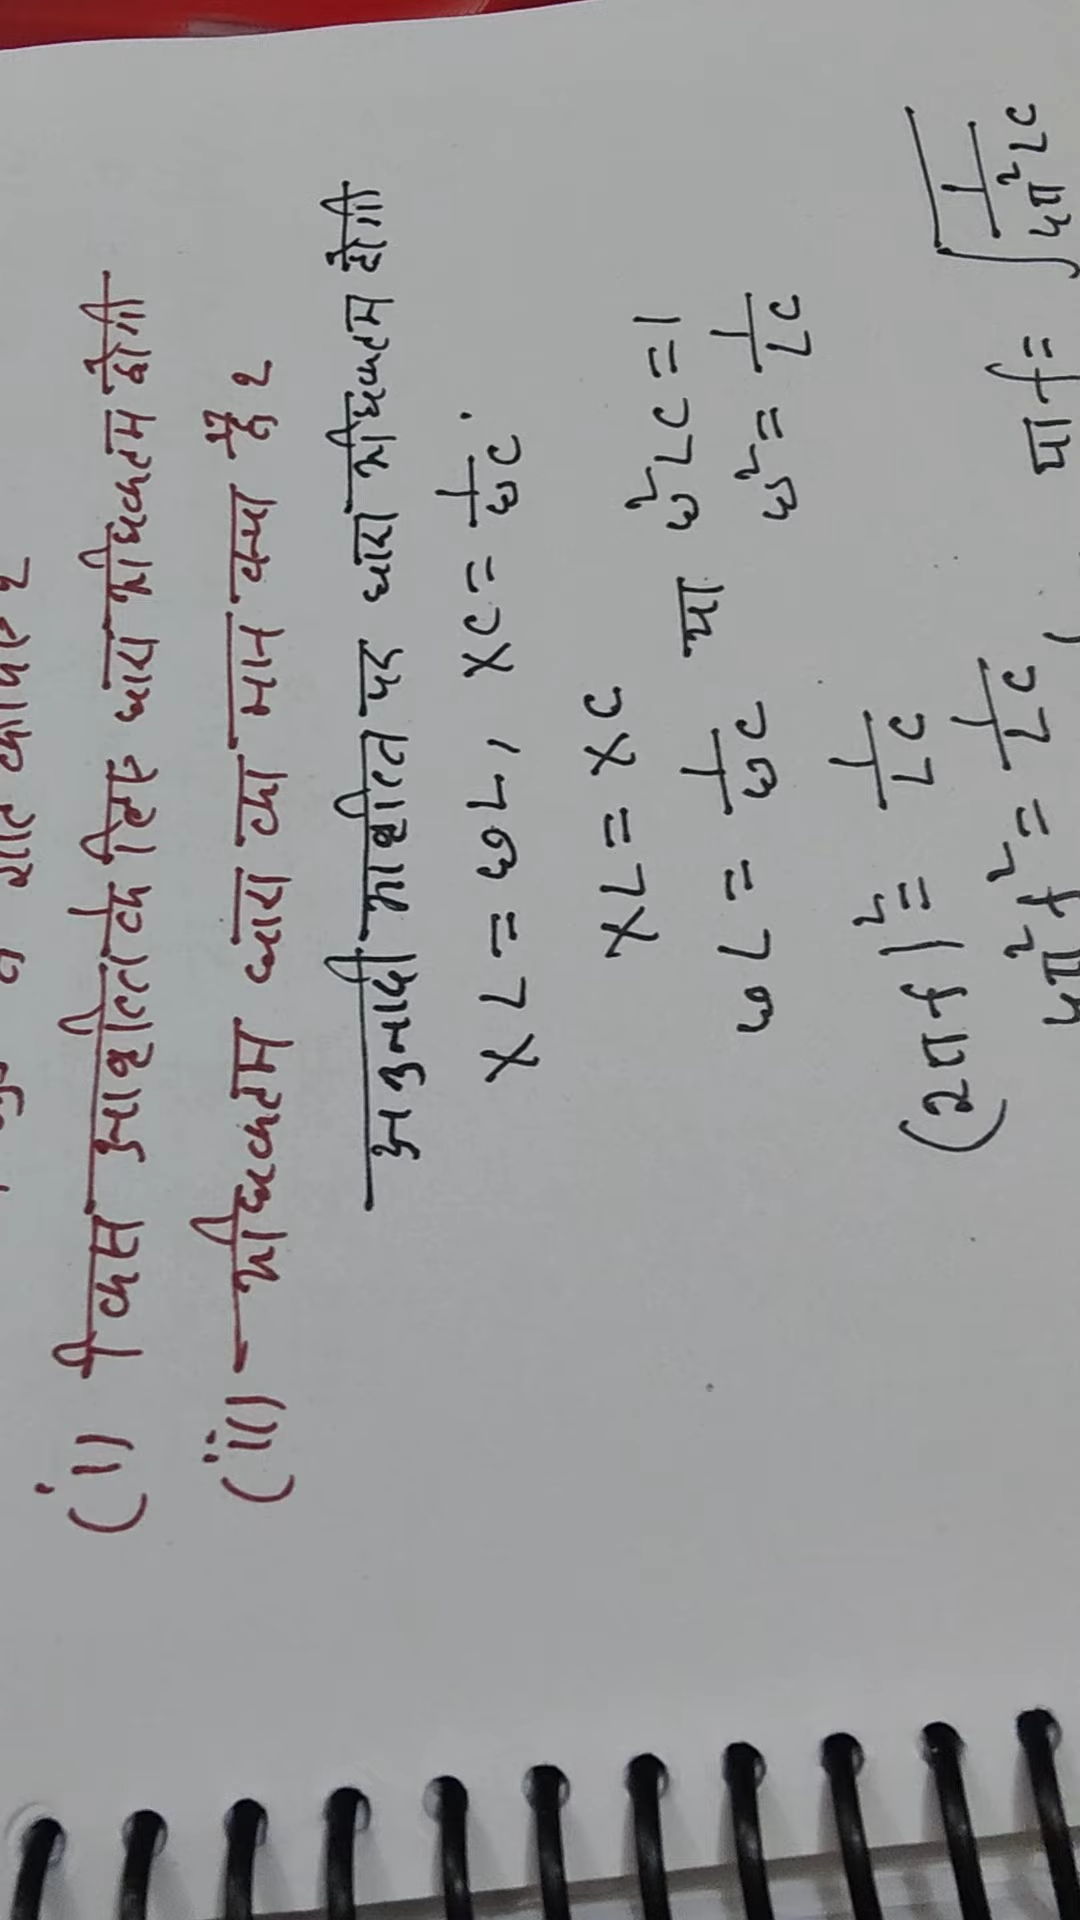 (i) किस आवृत्ति के लिए धारा अधिकतम होगी
(ii) अधिकतम धारा का मान क्या है ?
अनुनादी आवृत्ति पर धारा अधिकतम होगी
XL = ωL , XC = 1/ωC
XL = XC
ωL = 1/ωC या ω²LC = 1
ω² = 1/LC
(2πf)² = 1/LC
4π²f² = 1/LC
या f = √1/4π²LC